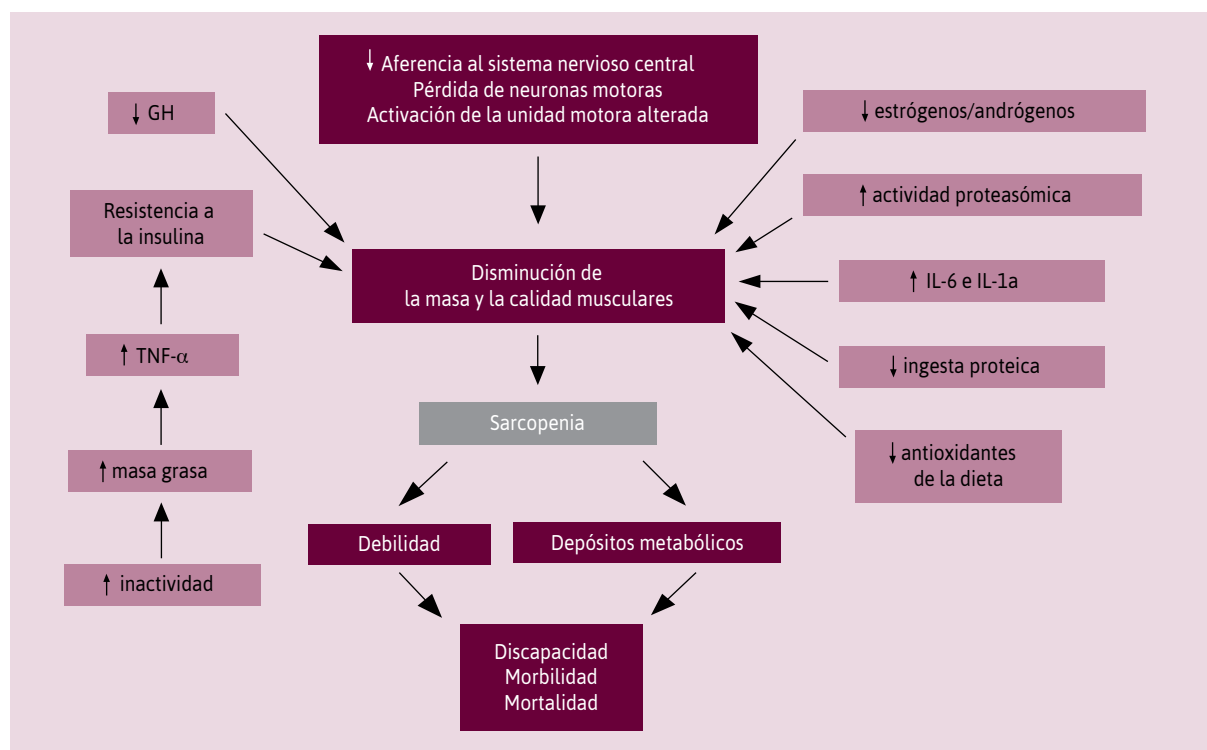 ↓ Aferencia al sistema nervioso central
Pérdida de neuronas motoras
Activación de la unidad motora alterada
↓ GH
Resistencia a
la insulina
↑ TNF-α
↑ masa grasa
↑ inactividad
↓ estrógenos/andrógenos
↑ actividad proteasómica
↑ IL-6 e IL-1a
↓ ingesta proteica
↓ antioxidantes
de la dieta
Disminución de
la masa y la calidad musculares
Sarcopenia
Debilidad
Depósitos metabólicos
Discapacidad
Morbilidad
Mortalidad